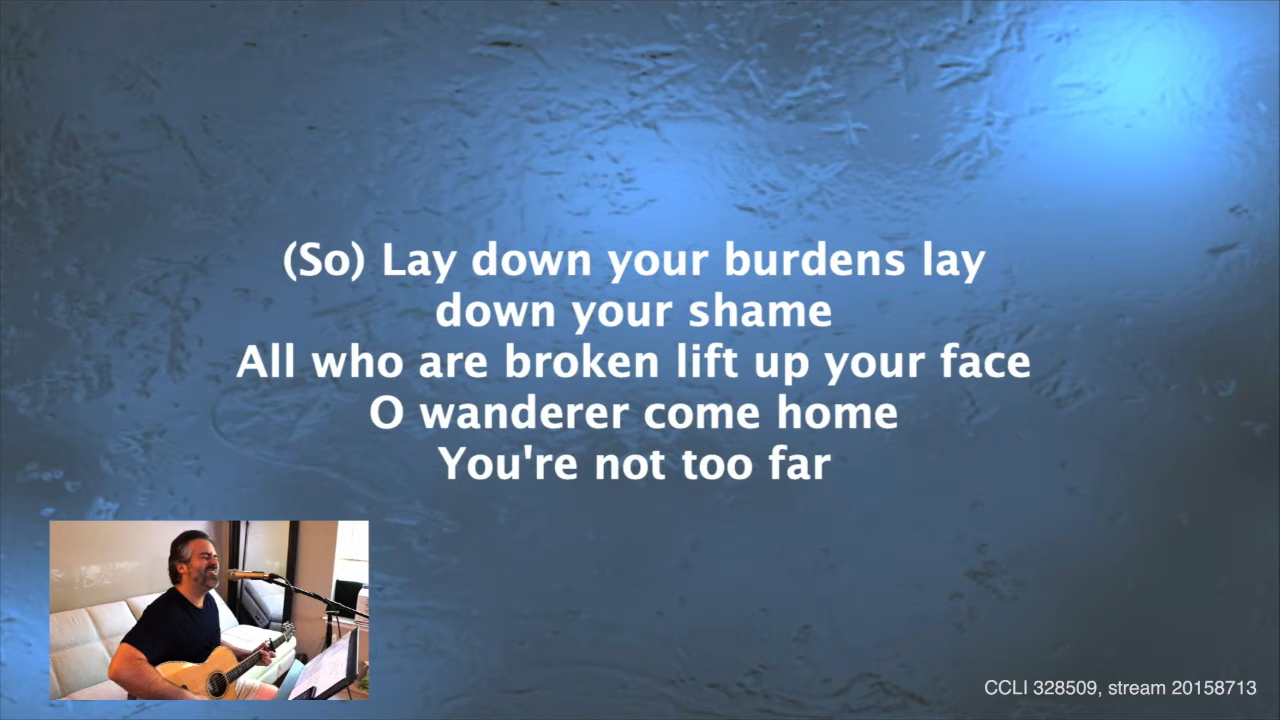 (So) Lay down your burdens lay
down your shame
All who are broken lift up your face
O wanderer come home
You're not too far
CCLI 328509, stream 20158713